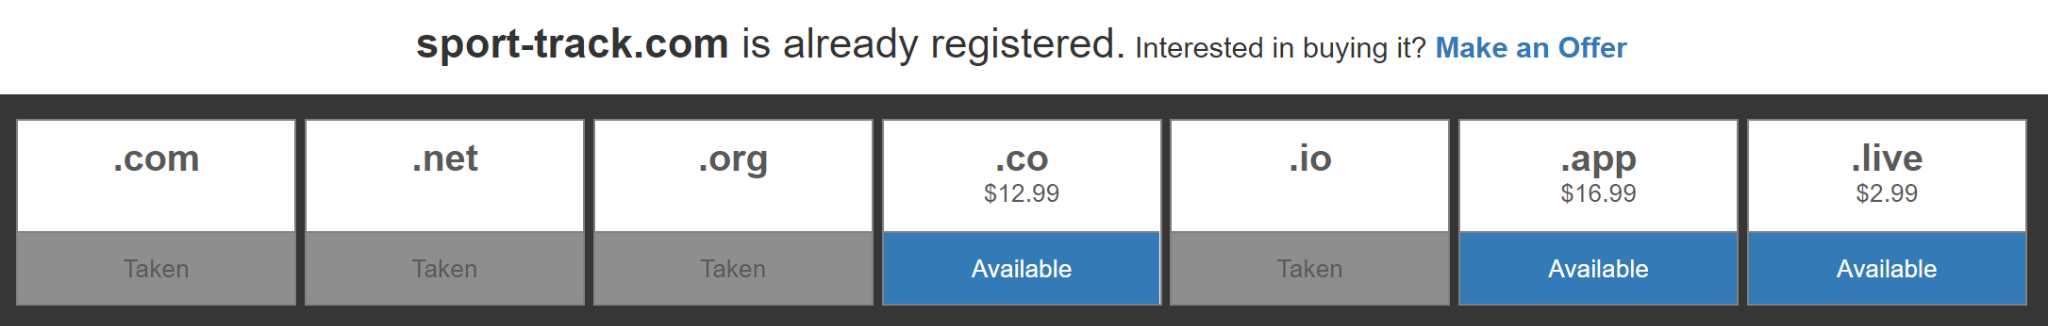 sport-track.com is already registered. Interested in buying it? Make an Offer
.com .net .org .co .io .app .live
$12.99 $16.99 $2.99
Taken Taken Taken Available Taken Available Available